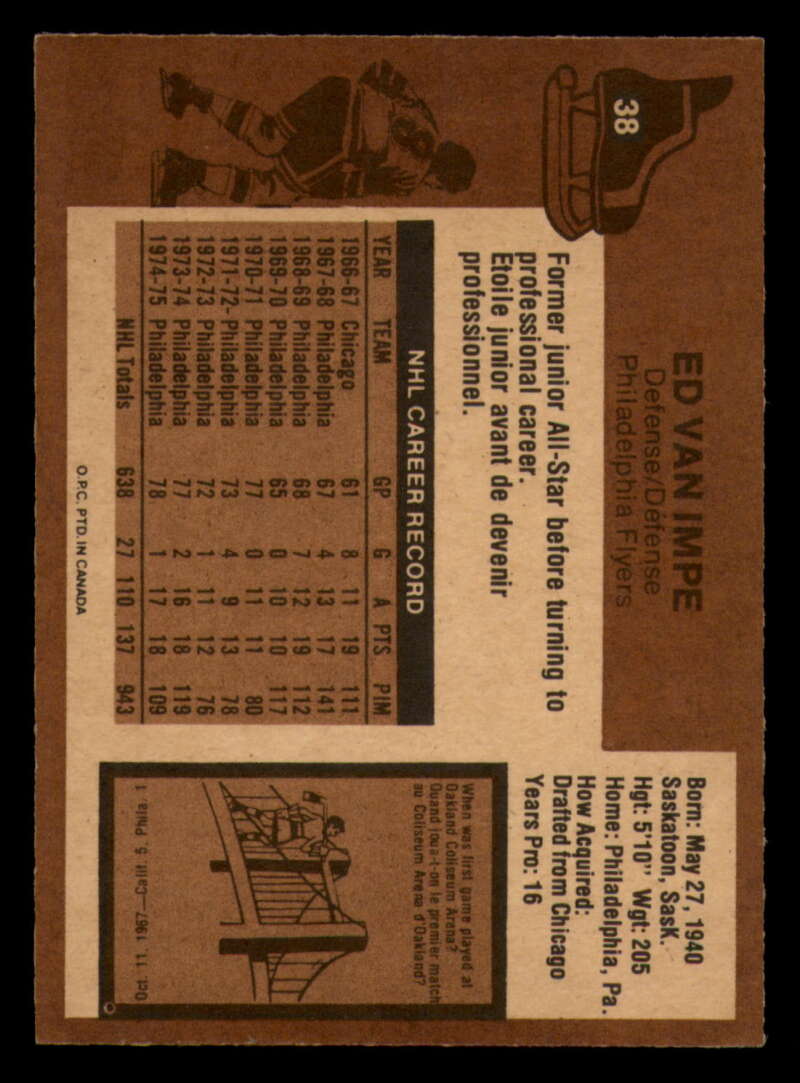 38
ED VAN IMPE
Defense/Défense
Philadelphia Flyers
Born: May 27, 1940
Saskatoon, Sask.
Hgt: 5'10" Wgt: 205
Home: Philadelphia, Pa.
How Acquired:
Drafted from Chicago
Years Pro: 16
Former junior All-Star before turning to
professional career.
Etoile junior avant de devenir
professionnel.
NHL CAREER RECORD
YEAR TEAM GP G A PTS PIM
1966-67 Chicago 61 8 11 19 111
1967-68 Philadelphia 67 4 13 17 141
1968-69 Philadelphia 68 7 12 19 112
1969-70 Philadelphia 65 0 10 10 117
1970-71 Philadelphia 77 0 11 11 80
1971-72- Philadelphia 73 4 9 13 78
1972-73 Philadelphia 72 1 11 12 76
1973-74 Philadelphia 77 2 16 18 119
1974-75 Philadelphia 78 1 17 18 109
NHL Totals 638 27 110 137 943
When was first game played at
Oakland Coliseum Arena?
Quand joua-t-on le premier match
au Coliseum Arena d'Oakland?
Oct. 11, 1967—Calif 5, Phila. 1
O.P.C. PTD. IN CANADA